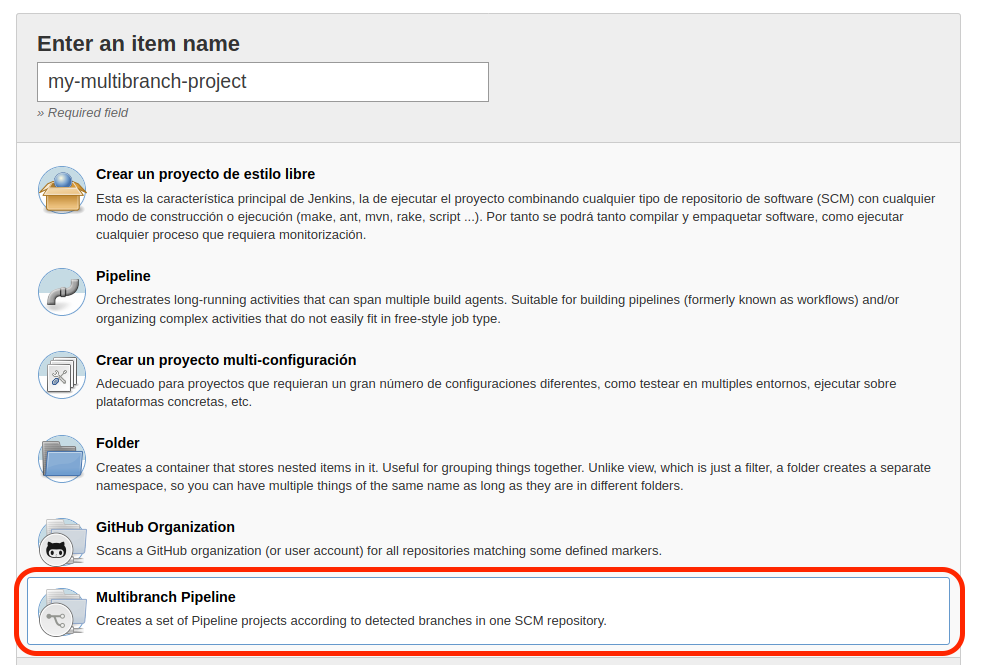 Enter an item name
my-multibranch-project
» Required field
Crear un proyecto de estilo libre
Esta es la característica principal de Jenkins, la de ejecutar el proyecto combinando cualquier tipo de repositorio de software (SCM) con cualquier
modo de construcción o ejecución (make, ant, mvn, rake, script ...). Por tanto se podrá tanto compilar y empaquetar software, como ejecutar
cualquier proceso que requiera monitorización.
Pipeline
Orchestrates long-running activities that can span multiple build agents. Suitable for building pipelines (formerly known as workflows) and/or
organizing complex activities that do not easily fit in free-style job type.
Crear un proyecto multi-configuración
Adecuado para proyectos que requieran un gran número de configuraciones diferentes, como testear en multiples entornos, ejecutar sobre
plataformas concretas, etc.
Folder
Creates a container that stores nested items in it. Useful for grouping things together. Unlike view, which is just a filter, a folder creates a separate
namespace, so you can have multiple things of the same name as long as they are in different folders.
GitHub Organization
Scans a GitHub organization (or user account) for all repositories matching some defined markers.
Multibranch Pipeline
Creates a set of Pipeline projects according to detected branches in one SCM repository.